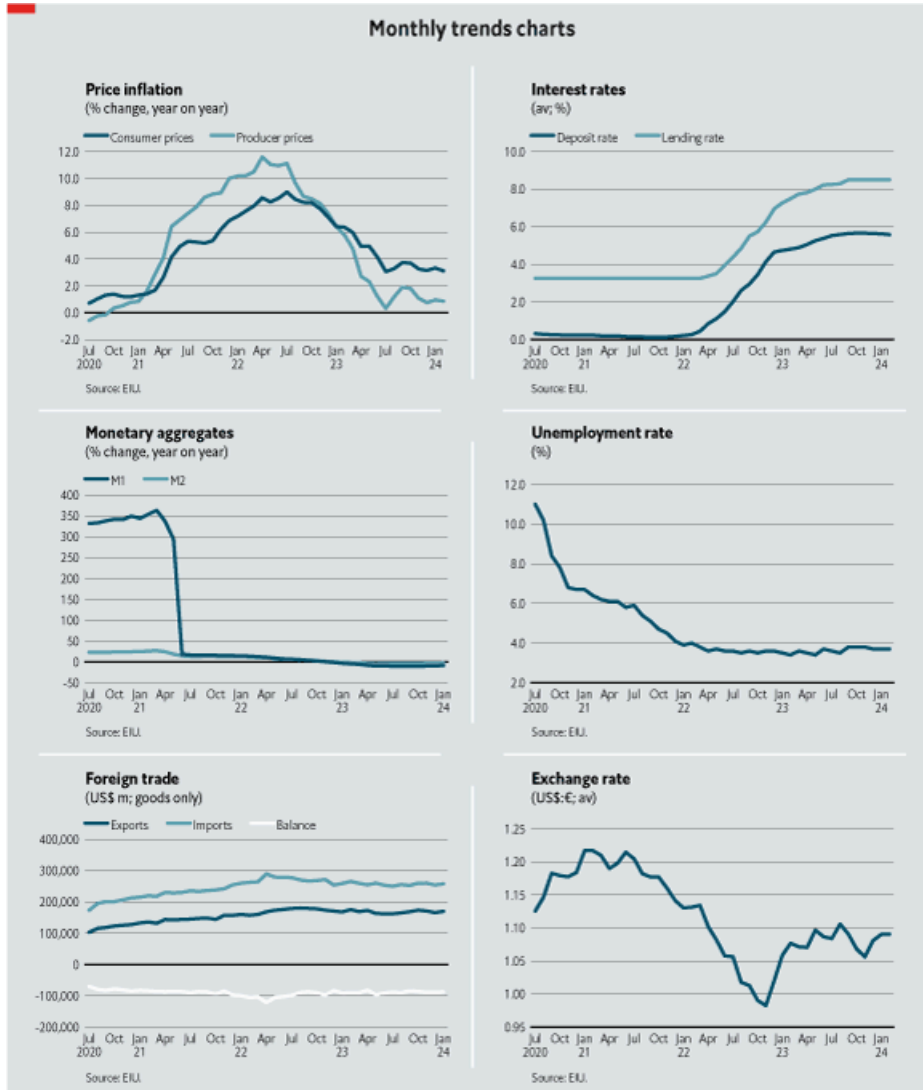 Monthly trends charts
Price inflation
(% change, year on year)
Consumer prices Producer prices
12.0
10.0
8.0
6.0
4.0
2.0
0.0
-2.0
Jul Oct Jan Apr Jul Oct Jan Apr Jul Oct Jan Apr Jul Oct Jan
2020 21 22 23 24
Source: EIU.
Interest rates
(av; %)
Deposit rate Lending rate
10.0
8.0
6.0
4.0
2.0
0.0
Jul Oct Jan Apr Jul Oct Jan Apr Jul Oct Jan Apr Jul Oct Jan
2020 21 22 23 24
Source: EIU.
Monetary aggregates
(% change, year on year)
M1 M2
400
350
300
250
200
150
100
50
0
-50
Jul Oct Jan Apr Jul Oct Jan Apr Jul Oct Jan Apr Jul Oct Jan
2020 21 22 23 24
Source: EIU.
Unemployment rate
(%)
12.0
10.0
8.0
6.0
4.0
2.0
Jul Oct Jan Apr Jul Oct Jan Apr Jul Oct Jan Apr Jul Oct Jan
2020 21 22 23 24
Source: EIU.
Foreign trade
(US$ m; goods only)
Exports Imports Balance
400,000
300,000
200,000
100,000
0
-100,000
-200,000
Jul Oct Jan Apr Jul Oct Jan Apr Jul Oct Jan Apr Jul Oct Jan
2020 21 22 23 24
Source: EIU.
Exchange rate
(US$:€; av)
1.25
1.20
1.15
1.10
1.05
1.00
0.95
Jul Oct Jan Apr Jul Oct Jan Apr Jul Oct Jan Apr Jul Oct Jan
2020 21 22 23 24
Source: EIU.